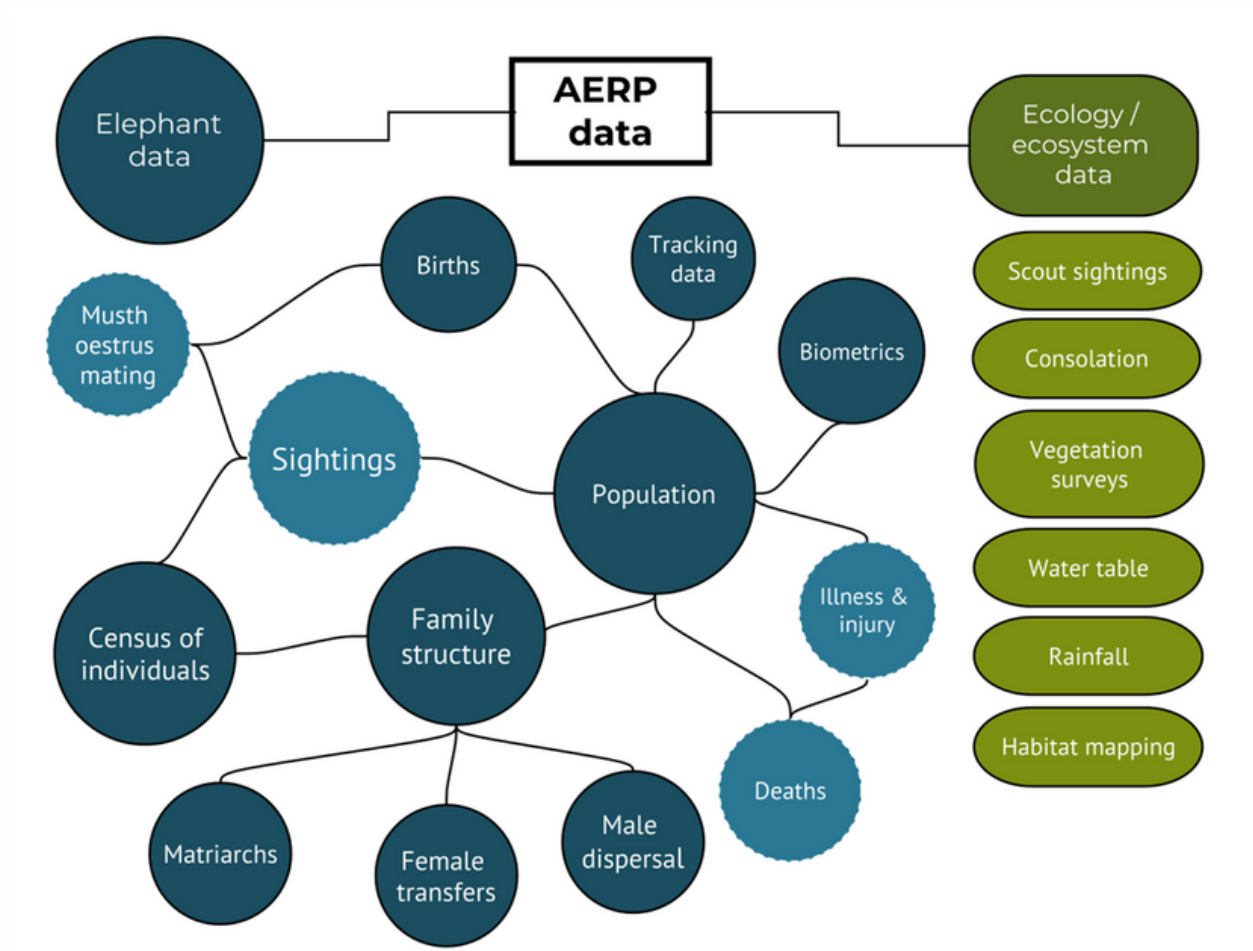 AERP
data
Elephant
data
Ecology /
ecosystem
data
Births
Tracking
data
Musth
oestrus
mating
Biometrics
Sightings
Population
Census of
individuals
Family
structure
Illness &
injury
Matriarchs
Female
transfers
Male
dispersal
Deaths
Scout sightings
Consolation
Vegetation
surveys
Water table
Rainfall
Habitat mapping